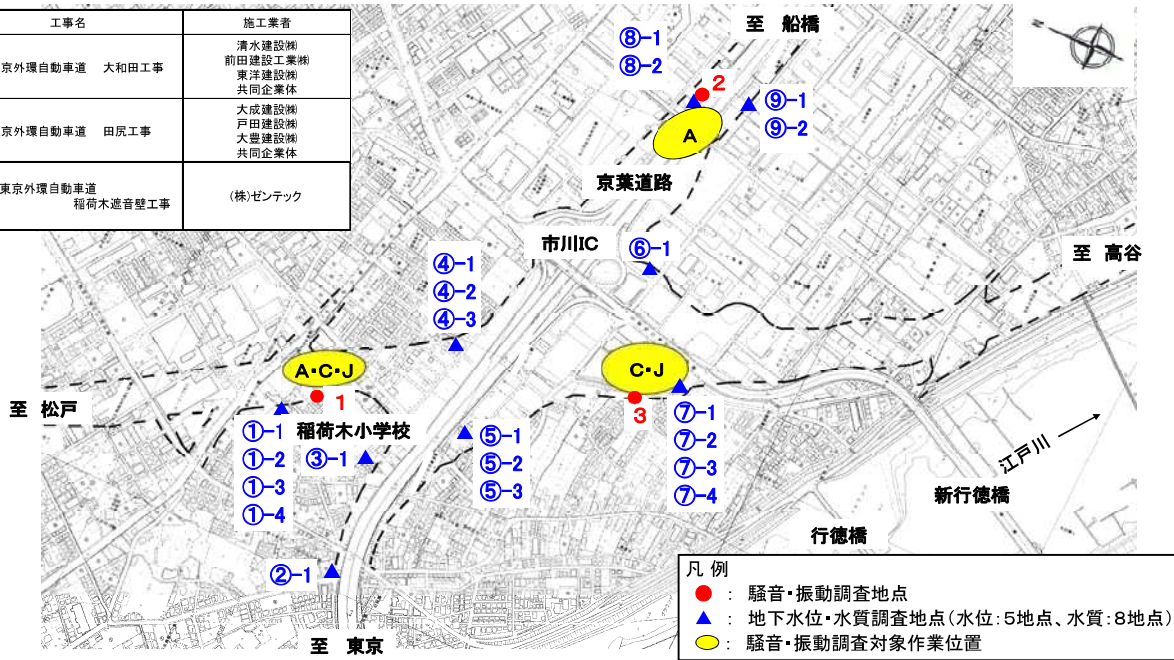 工事名 施工業者
京外環自動車道 大和田工事
清水建設㈱
前田建設工業㈱
東洋建設㈱
共同企業体
京外環自動車道 田尻工事
大成建設㈱
戸田建設㈱
大豊建設㈱
共同企業体
東京外環自動車道
稲荷木遮音壁工事
(株)ゼンテック
至 船橋
⑧-1
⑧-2
2
⑨-1
⑨-2
A
京葉道路
市川IC
⑥-1
至 高谷
④-1
④-2
④-3
A・C・J
C・J
至 松戸
1
3
①-1
①-2
①-3
①-4
稲荷木小学校
③-1
⑤-1
⑤-2
⑤-3
⑦-1
⑦-2
⑦-3
⑦-4
江戸川
新行徳橋
行徳橋
②-1
至 東京
凡例
: 騒音・振動調査地点
: 地下水位・水質調査地点(水位:5地点、水質:8地点)
: 騒音・振動調査対象作業位置